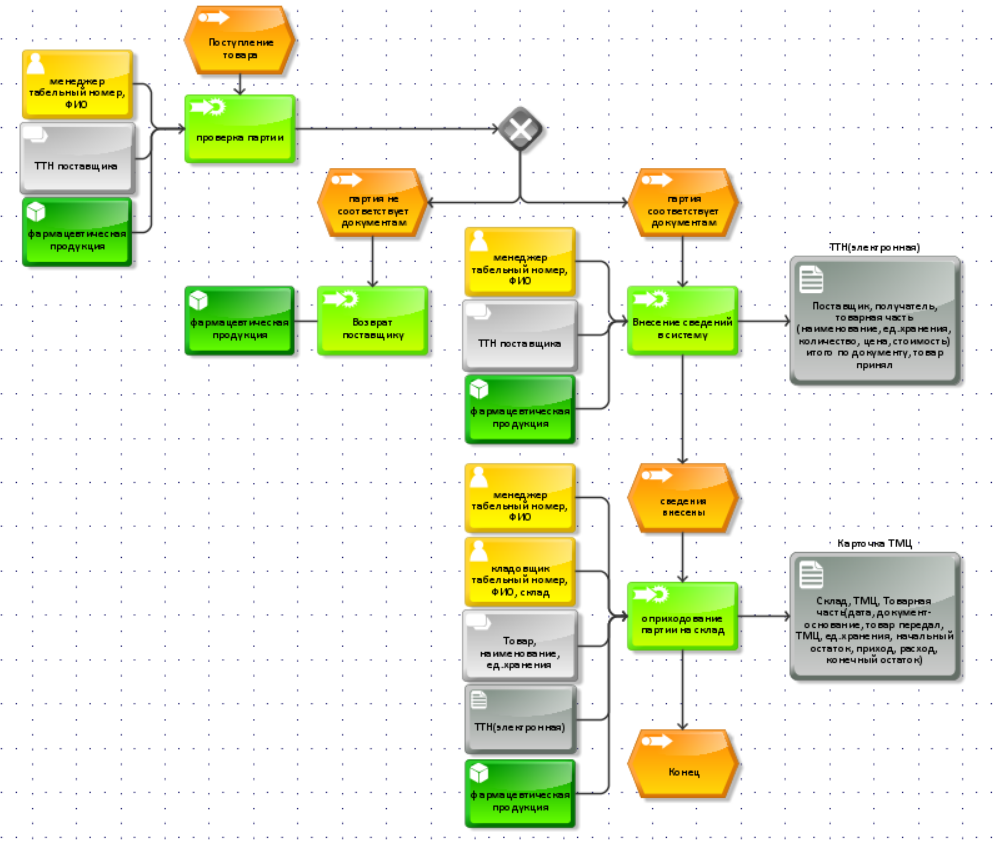 Поступление
товара
менеджер
табельный номер,
ФИО
проверка партии
ТТН поставщика
фармацевтическая
продукция
партия не
соответствует
документам
партия
соответствует
документам
менеджер
табельный номер,
ФИО
ТТН(электронная)
фармацевтическая
продукция
Возврат
поставщику
ТТН поставщика
Внесение сведений
в систему
Поставщик, получатель,
товарная часть
(наименование, ед.хранения,
количество, цена, стоимость)
итого по документу, товар
принял
фармацевтическая
продукция
менеджер
табельный номер,
ФИО
сведения
внесены
Карточка ТМЦ
кладовщик
табельный номер,
ФИО, склад
оприходование
партии на склад
Склад, ТМЦ, Товарная
часть(дата, документ-
основание, товар передал,
ТМЦ, ед.хранения, начальный
остаток, приход, расход,
конечный остаток)
Товар,
наименование,
ед.хранения
ТТН(электронная)
фармацевтическая
продукция
Конец